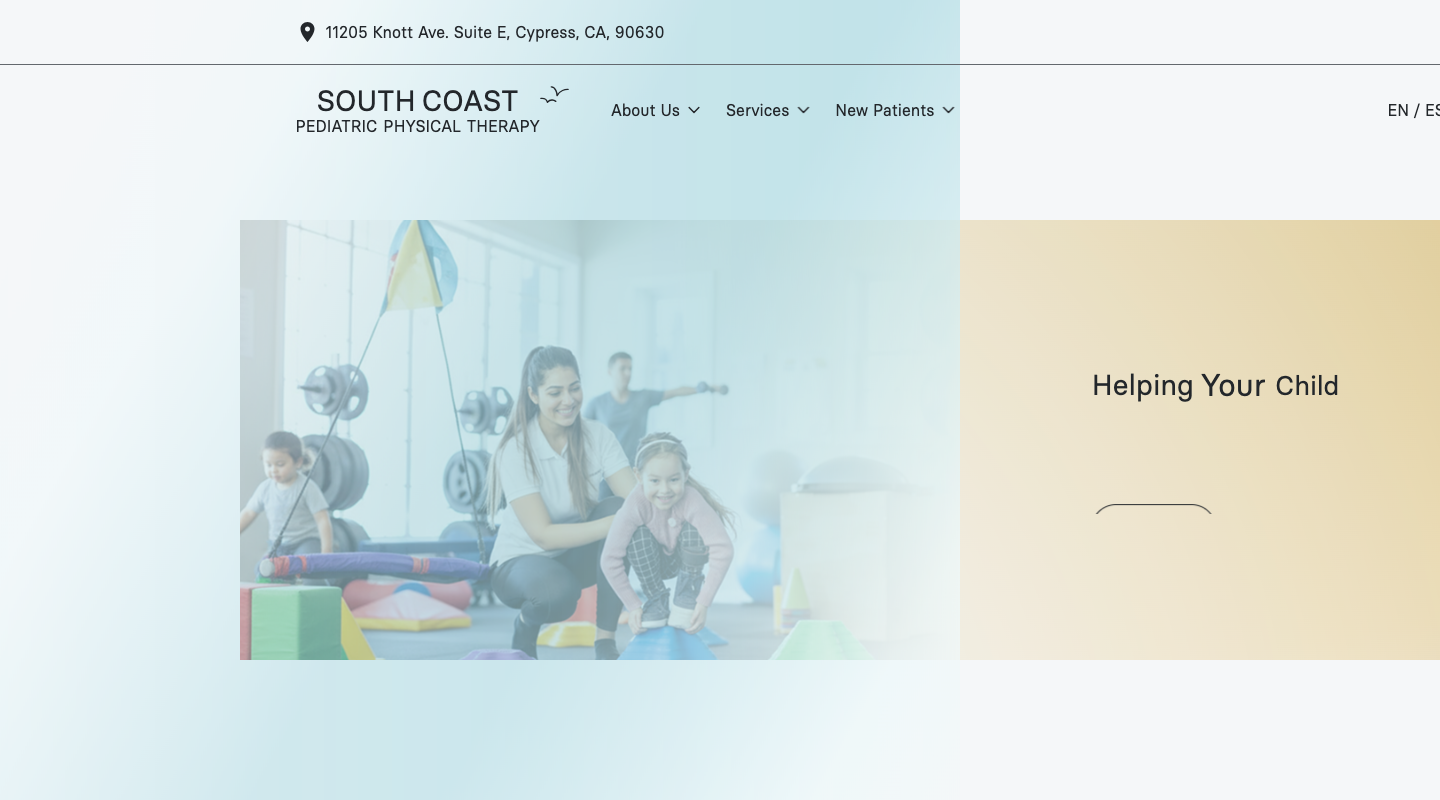 11205 Knott Ave. Suite E, Cypress, CA, 90630
SOUTH COAST
PEDIATRIC PHYSICAL THERAPY
About Us
Services
New Patients
EN / ES
Helping Your Child